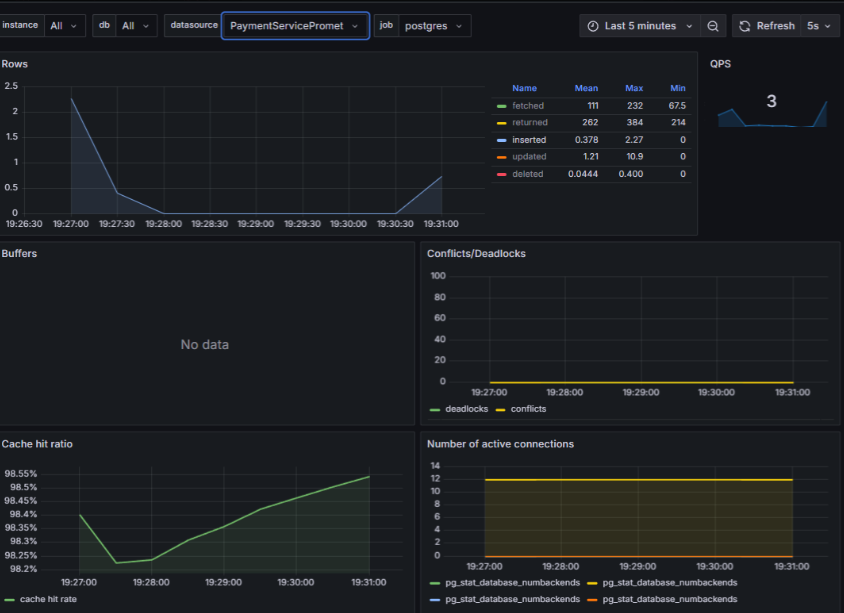 instance All db All datasource PaymentServicePromet job postgres Last 5 minutes Refresh 5s
Rows
2.5
2
1.5
1
0.5
0
19:26:30 19:27:00 19:27:30 19:28:00 19:28:30 19:29:00 19:29:30 19:30:00 19:30:30 19:31:00
Name Mean Max Min
fetched 111 232 67.5
returned 262 384 214
inserted 0.378 2.27 0
updated 1.21 10.9 0
deleted 0.0444 0.400 0
QPS
3
Buffers
No data
Conflicts/Deadlocks
100
80
60
40
20
0
19:27:00 19:28:00 19:29:00 19:30:00 19:31:00
deadlocks conflicts
Cache hit ratio
98.55%
98.5%
98.45%
98.4%
98.35%
98.3%
98.25%
98.2%
19:27:00 19:28:00 19:29:00 19:30:00 19:31:00
cache hit rate
Number of active connections
14
12
10
8
6
4
2
0
19:27:00 19:28:00 19:29:00 19:30:00 19:31:00
pg_stat_database_numbackends pg_stat_database_numbackends
pg_stat_database_numbackends pg_stat_database_numbackends